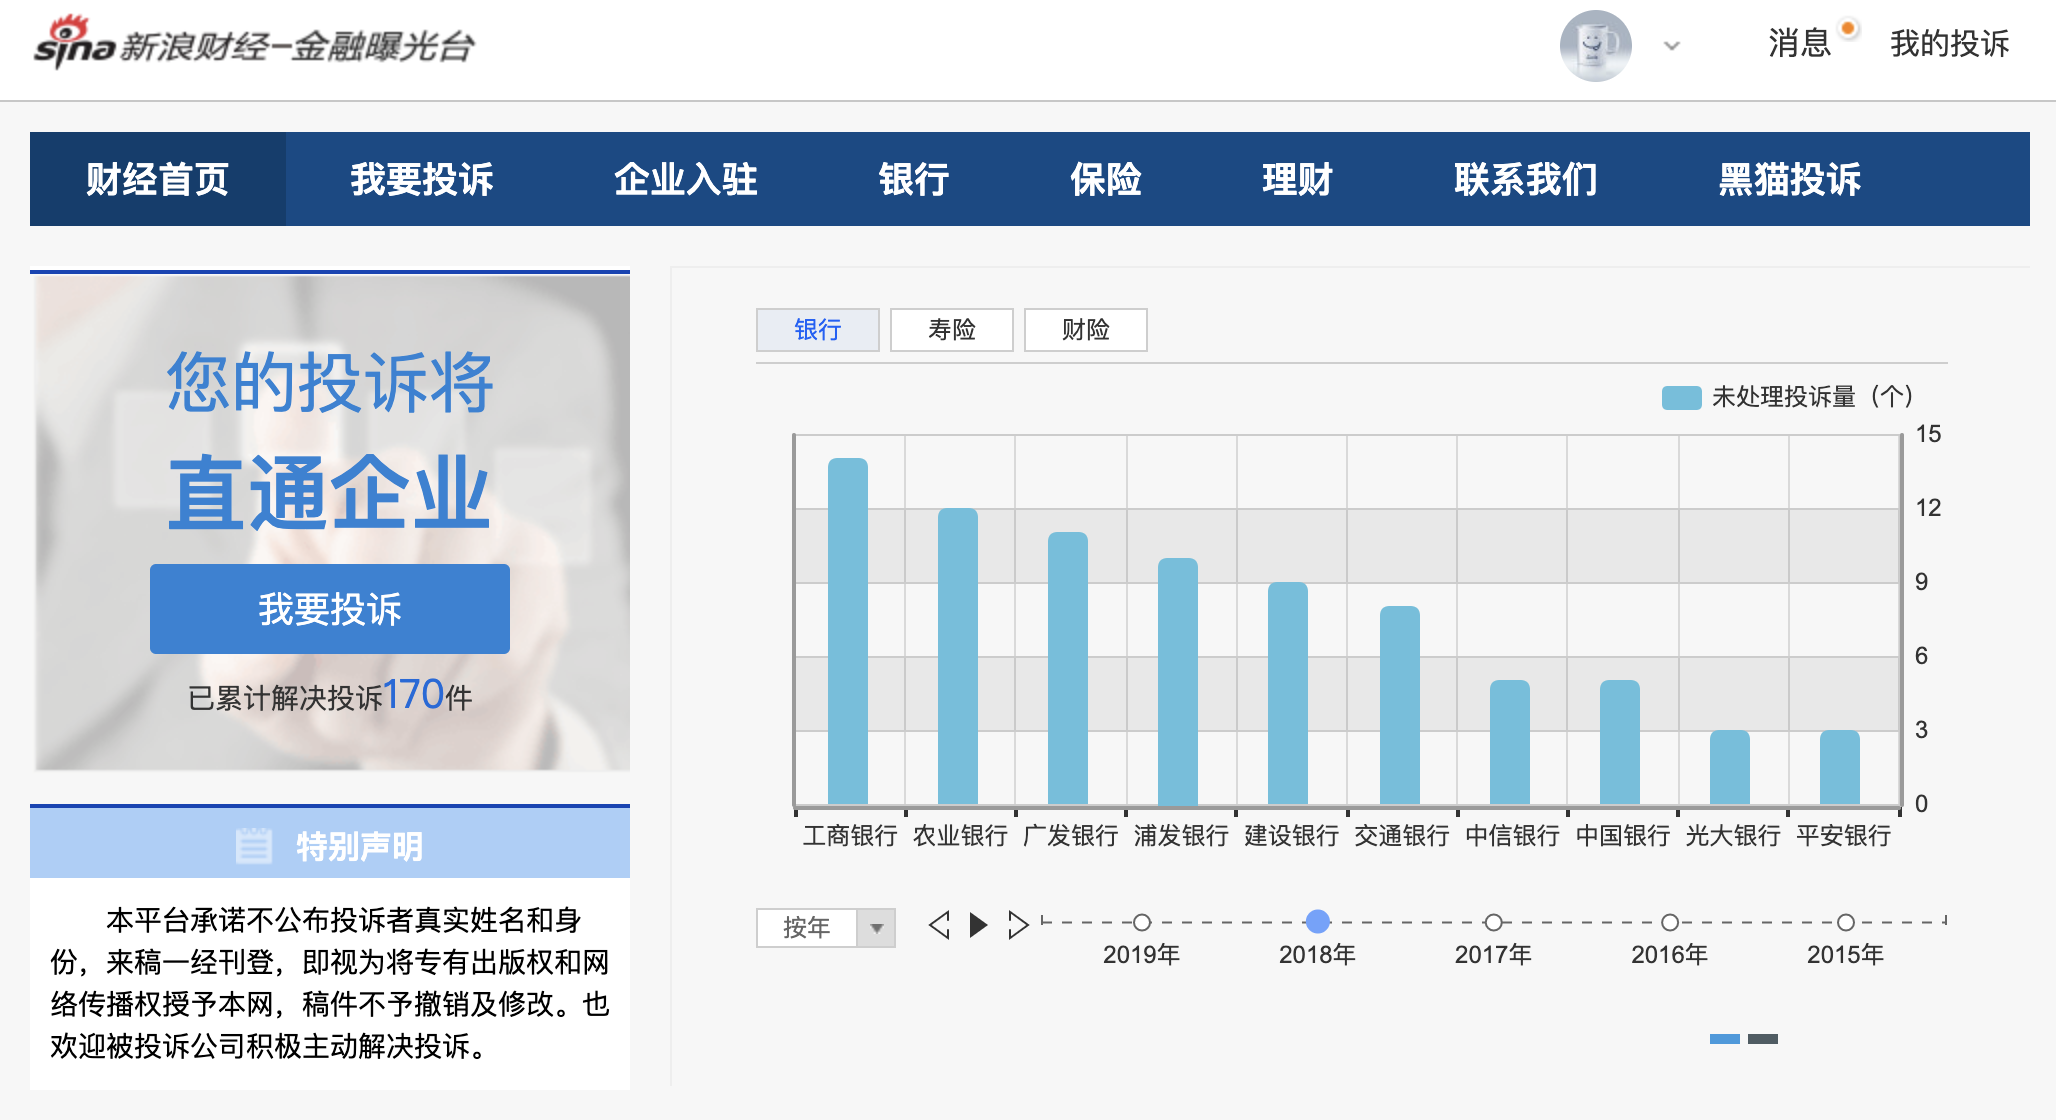 sina新浪财经-金融曝光台
消息
我的投诉
财经首页 我要投诉 企业入驻 银行 保险 理财 联系我们 黑猫投诉
您的投诉将
直通企业
我要投诉
已累计解决投诉170件
特别声明
本平台承诺不公布投诉者真实姓名和身
份，来稿一经刊登，即视为将专有出版权和网
络传播权授予本网，稿件不予撤销及修改。也
欢迎被投诉公司积极主动解决投诉。
银行 寿险 财险
未处理投诉量（个）
15
12
9
6
3
0
工商银行 农业银行 广发银行 浦发银行 建设银行 交通银行 中信银行 中国银行 光大银行 平安银行
按年
2019年 2018年 2017年 2016年 2015年